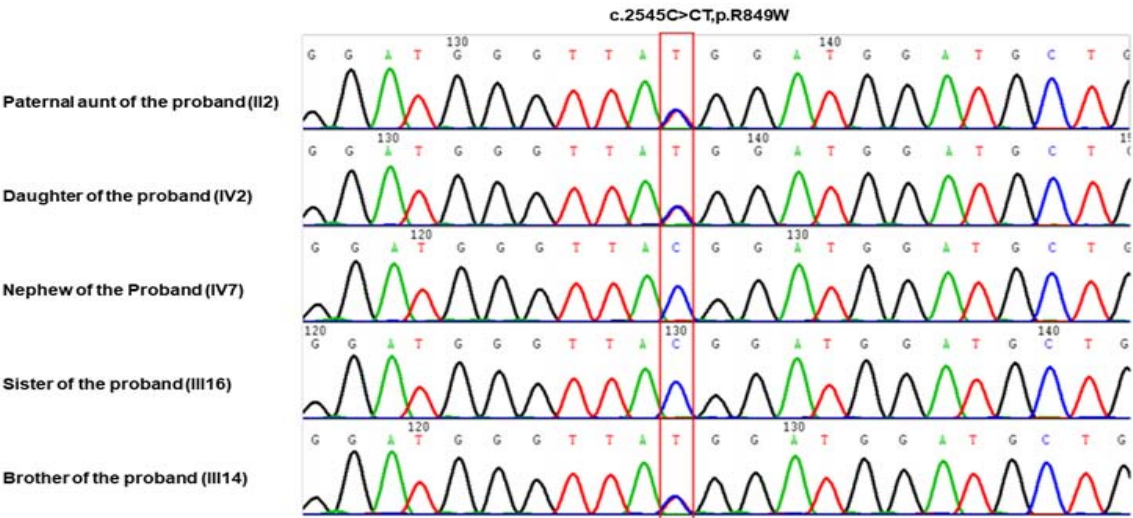 c.2545C>CT,p.R849W
130 140
G G A T G G G T T A T G G A T G G A T G C T G
Paternal aunt of the proband(II2)
130 140 15
G G A T G G G T T A T G G A T G G A T G C T G
Daughter of the proband (IV2)
120 130
G G A T G G G T T A C G G A T G G A T G C T G
Nephew of the Proband (IV7)
120 130 140
G G A T G G G T T A C G G A T G G A T G C T G
Sister of the proband (III16)
120 130
G G A T G G G T T A T G G A T G G A T G C T G
Brother of the proband (III14)